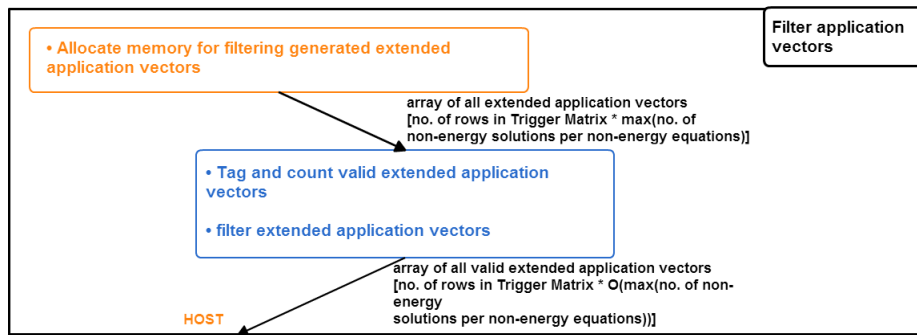 Filter application
vectors
• Allocate memory for filtering generated extended
application vectors
array of all extended application vectors
[no. of rows in Trigger Matrix * max(no. of
non-energy solutions per non-energy equations)]
• Tag and count valid extended application
vectors
• filter extended application vectors
array of all valid extended application vectors
[no. of rows in Trigger Matrix * O(max(no. of non-
energy
solutions per non-energy equations))]
HOST